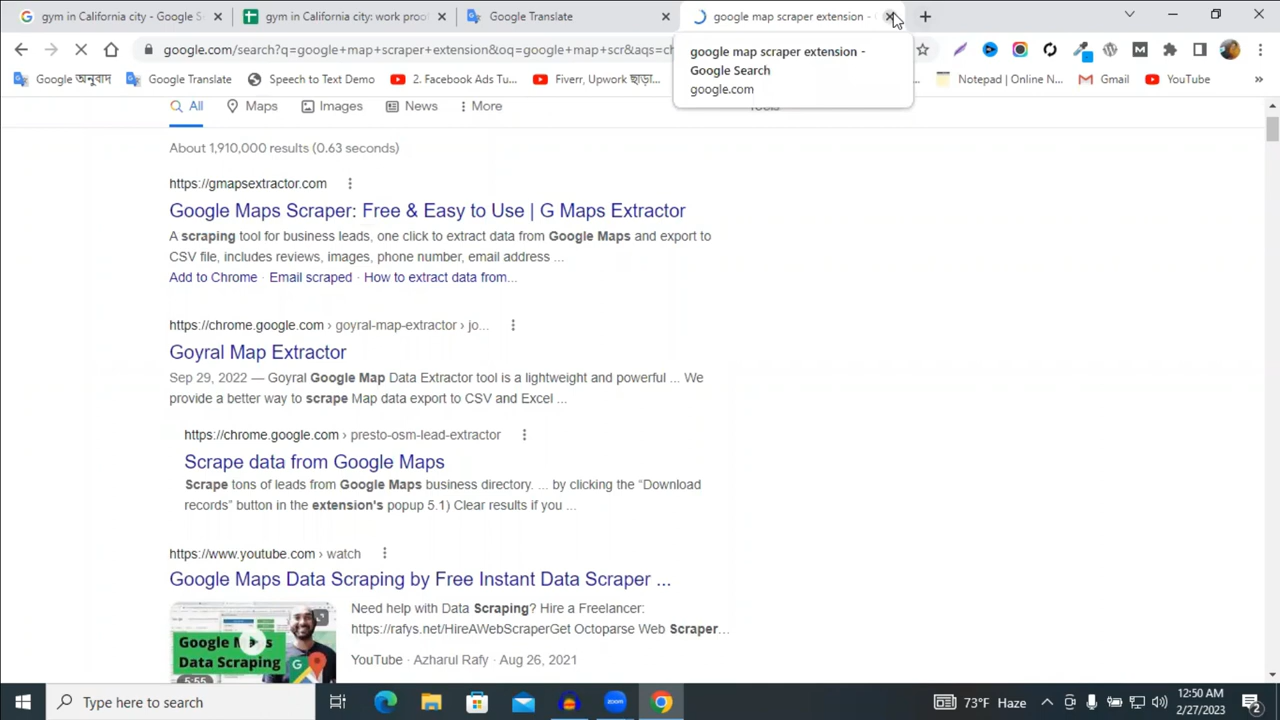 gym in California city - Google S
gym in California city: work proof
Google Translate
google map scraper extension - G
google.com/search?q=google+map+scraper+extension&oq=google+map+scr&aqs=ch
google map scraper extension -
Google Search
google.com
Google অনুবাদ
Google Translate
Speech to Text Demo
2. Facebook Ads Tu...
Fiverr, Upwork ছাড়া...
Notepad | Online N...
Gmail
YouTube
»
All
Maps
Images
News
More
Tools
About 1,910,000 results (0.63 seconds)
https://gmapsextractor.com
Google Maps Scraper: Free & Easy to Use | G Maps Extractor
A scraping tool for business leads, one click to extract data from Google Maps and export to
CSV file, includes reviews, images, phone number, email address ...
Add to Chrome · Email scraped · How to extract data from...
https://chrome.google.com › goyral-map-extractor › jo...
Goyral Map Extractor
Sep 29, 2022 — Goyral Google Map Data Extractor tool is a lightweight and powerful ... We
provide a better way to scrape Map data export to CSV and Excel ...
https://chrome.google.com › presto-osm-lead-extractor
Scrape data from Google Maps
Scrape tons of leads from Google Maps business directory. ... by clicking the “Download
records” button in the extension's popup 5.1) Clear results if you ...
https://www.youtube.com › watch
Google Maps Data Scraping by Free Instant Data Scraper ...
Google Maps
Data Scraping
5:55
Need help with Data Scraping? Hire a Freelancer:
https://rafys.net/HireAWebScraperGet Octoparse Web Scraper...
YouTube · Azharul Rafy · Aug 26, 2021
Type here to search
73°F Haze
12:50 AM
2/27/2023
2